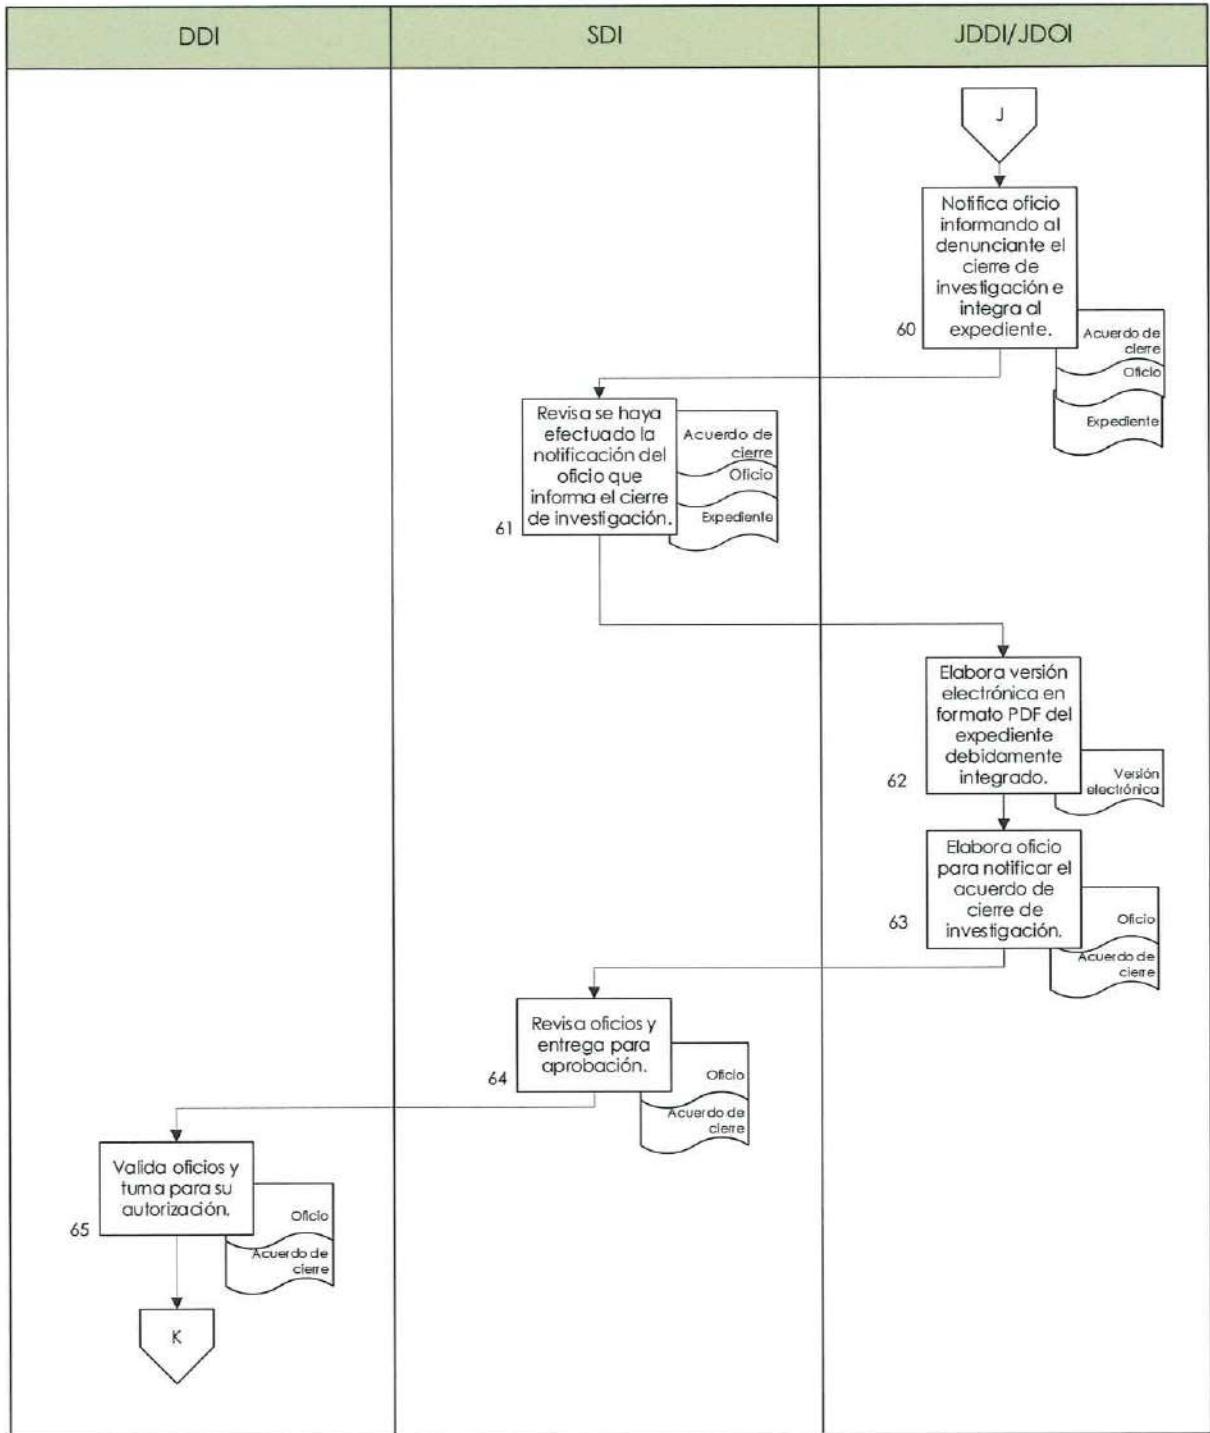 DDI
SDI
JDDI/JDOI
J
Notifica oficio
informando al
denunciante el
cierre de
investigación e
integra al
expediente.
60
Acuerdo de
cierre
Oficio
Expediente
Revisa se haya
efectuado la
notificación del
oficio que
informa el cierre
de investigación.
61
Acuerdo de
cierre
Oficio
Expediente
Elabora versión
electrónica en
formato PDF del
expediente
debidamente
integrado.
62
Versión
electrónica
Elabora oficio
para notificar el
acuerdo de
cierre de
investigación.
63
Oficio
Acuerdo de
cierre
Revisa oficios y
entrega para
aprobación.
64
Oficio
Acuerdo de
cierre
Valida oficios y
turna para su
autorización.
65
Oficio
Acuerdo de
cierre
K